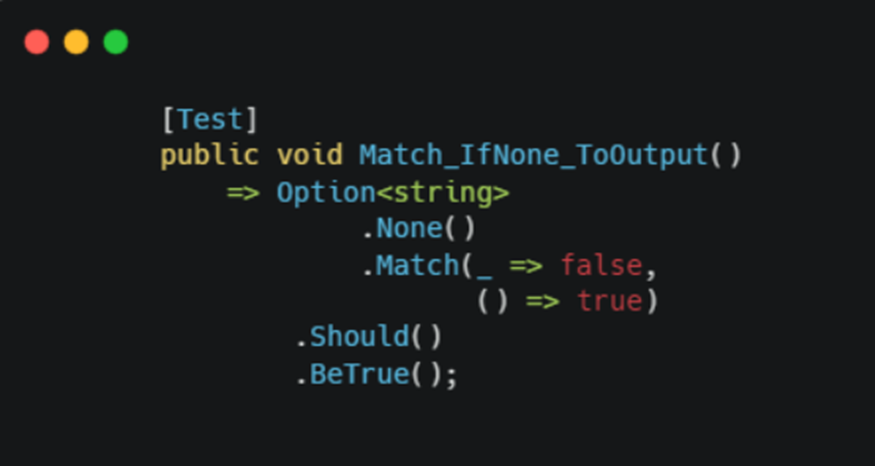 [Test]
public void Match_IfNone_ToOutput()
=> Option<string>
.None()
.Match(_ => false,
() => true)
.Should()
.BeTrue();